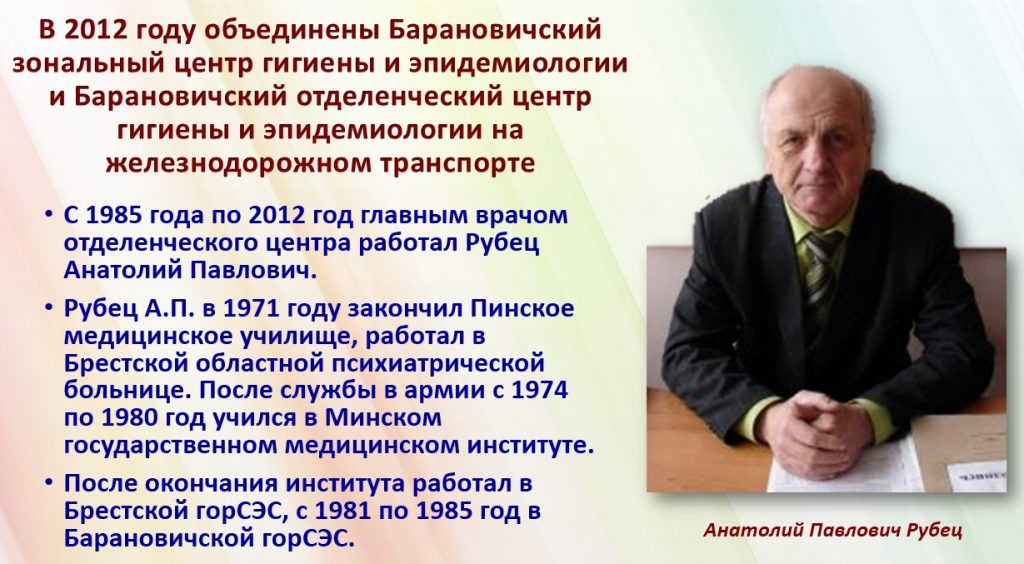 В 2012 году объединены Барановичский
зональный центр гигиены и эпидемиологии
и Барановичский отделенческий центр
гигиены и эпидемиологии на
железнодорожном транспорте
• С 1985 года по 2012 год главным врачом
отделенческого центра работал Рубец
Анатолий Павлович.
• Рубец А.П. в 1971 году закончил Пинское
медицинское училище, работал в
Брестской областной психиатрической
больнице. После службы в армии с 1974
по 1980 год учился в Минском
государственном медицинском институте.
• После окончания института работал в
Брестской горСЭС, с 1981 по 1985 год в
Барановичской горСЭС.
Анатолий Павлович Рубец